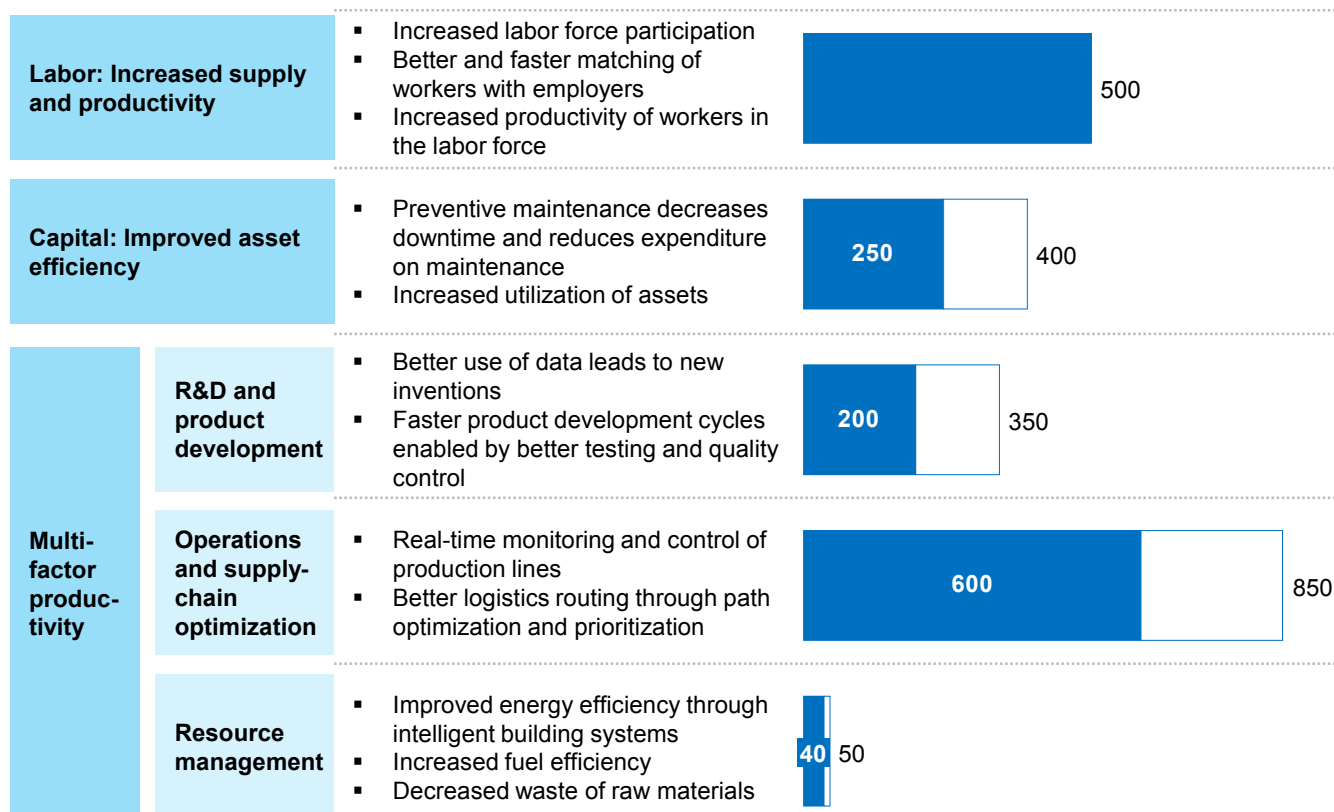 Labor: Increased supply
and productivity
▪ Increased labor force participation
▪ Better and faster matching of
workers with employers
▪ Increased productivity of workers in
the labor force
500
Capital: Improved asset
efficiency
▪ Preventive maintenance decreases
downtime and reduces expenditure
on maintenance
▪ Increased utilization of assets
250
400
Multi-
factor
produc-
tivity
R&D and
product
development
▪ Better use of data leads to new
inventions
▪ Faster product development cycles
enabled by better testing and quality
control
200
350
Operations
and supply-
chain
optimization
▪ Real-time monitoring and control of
production lines
▪ Better logistics routing through path
optimization and prioritization
600
850
Resource
management
▪ Improved energy efficiency through
intelligent building systems
▪ Increased fuel efficiency
▪ Decreased waste of raw materials
40
50